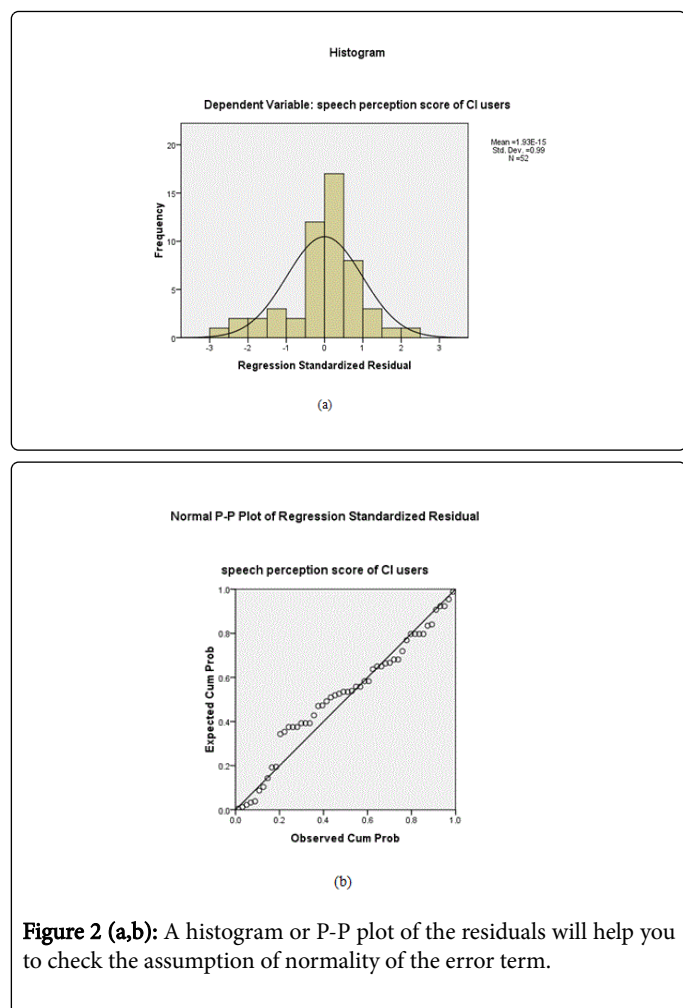 Histogram
Dependent Variable: speech perception score of CI users
Mean =1.93E-15
Std. Dev. =0.99
N =52
20
15
10
5
0
Frequency
-3 -2 -1 0 1 2 3
Regression Standardized Residual
(a)
Normal P-P Plot of Regression Standardized Residual
speech perception score of CI users
1.0
0.8
0.6
0.4
0.2
0.0
Expected Cum Prob
0.0 0.2 0.4 0.6 0.8 1.0
Observed Cum Prob
(b)
Figure 2 (a,b): A histogram or P-P plot of the residuals will help you
to check the assumption of normality of the error term.